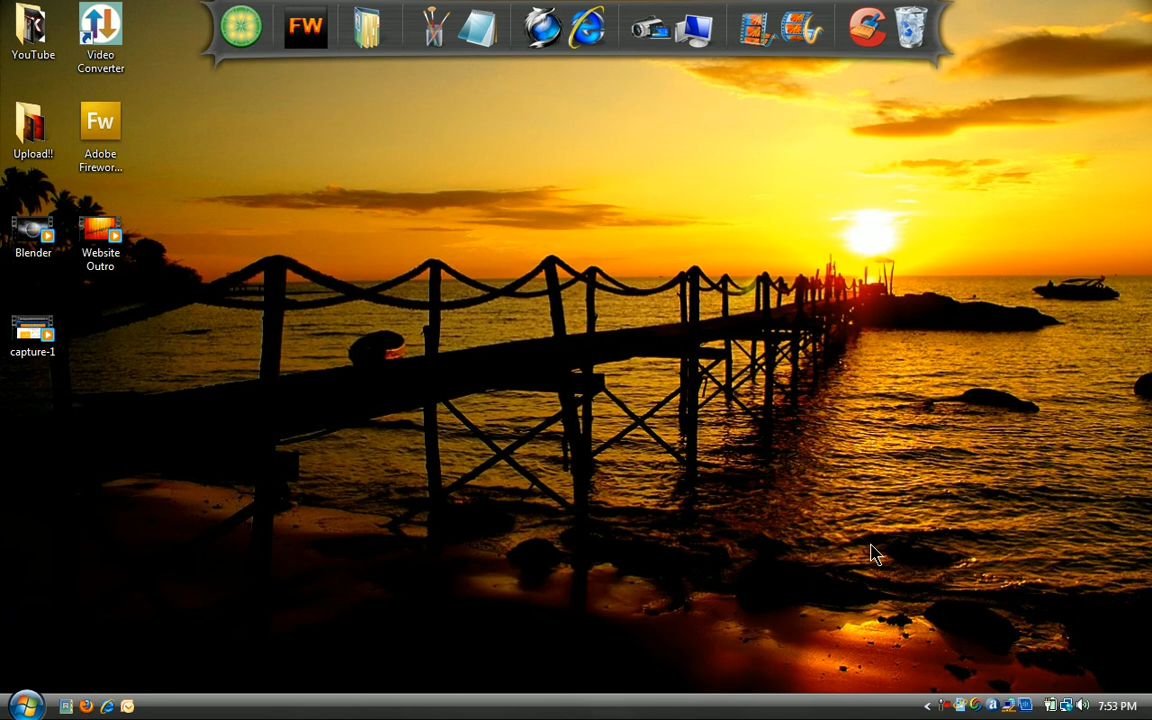 FW
YouTube
Video
Converter
Upload!!
Fw
Adobe
Firewor...
Blender
Website
Outro
capture-1
7:53 PM